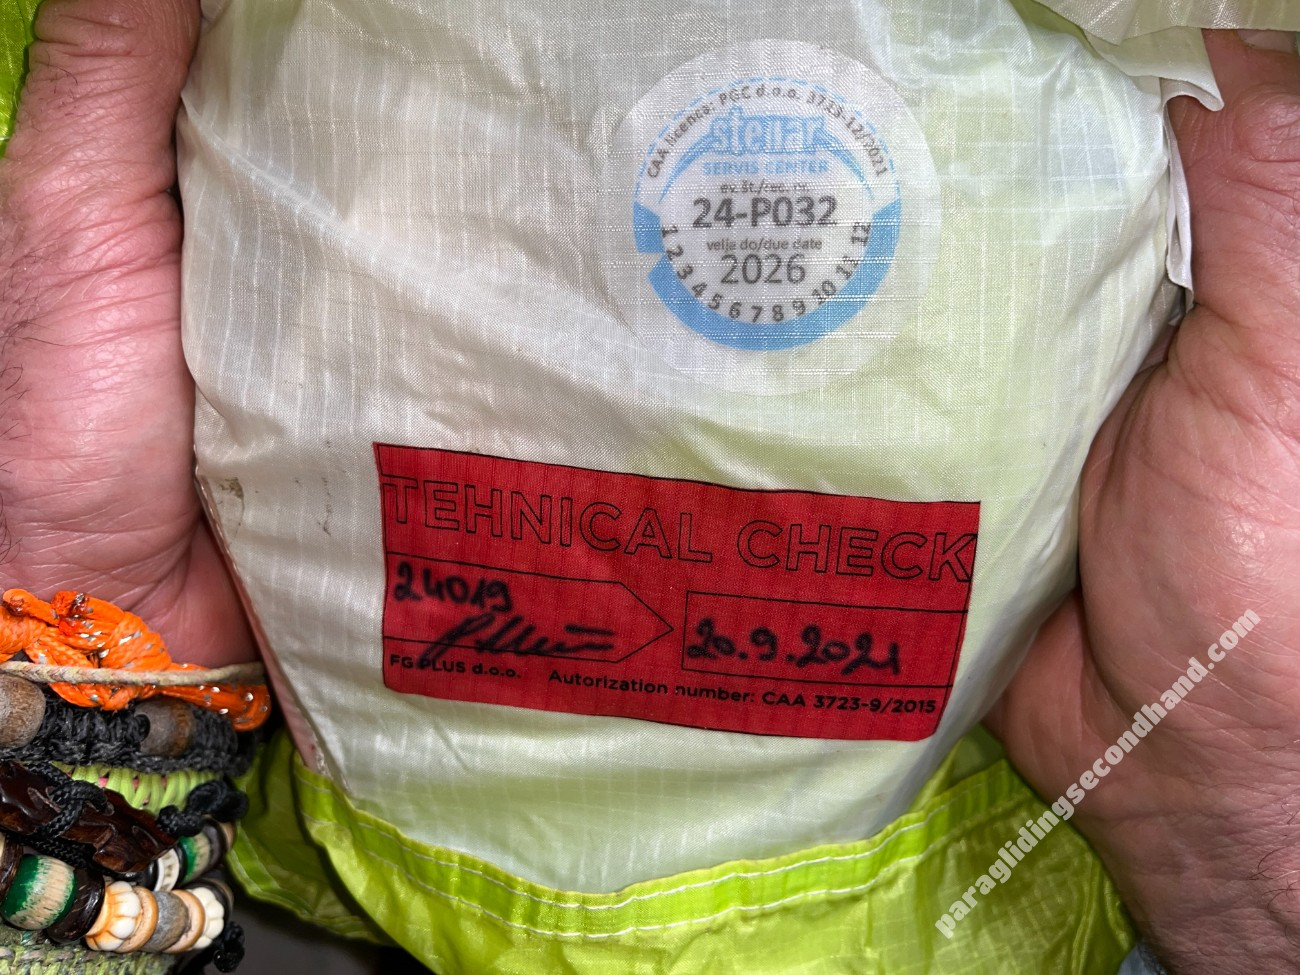 CAA licence: PGC d.o.o. 3723-12/2021
stellar
SERVIS CENTER
ev. št./rec. nr.
24-P032
velja do/due date
2026
1 2 3 4 5 6 7 8 9 10 11 12
TEHNICAL CHECK
24019
20.9.2021
FG PLUS d.o.o. Autorization number: CAA 3723-9/2015
paraglidingsecondhand.com